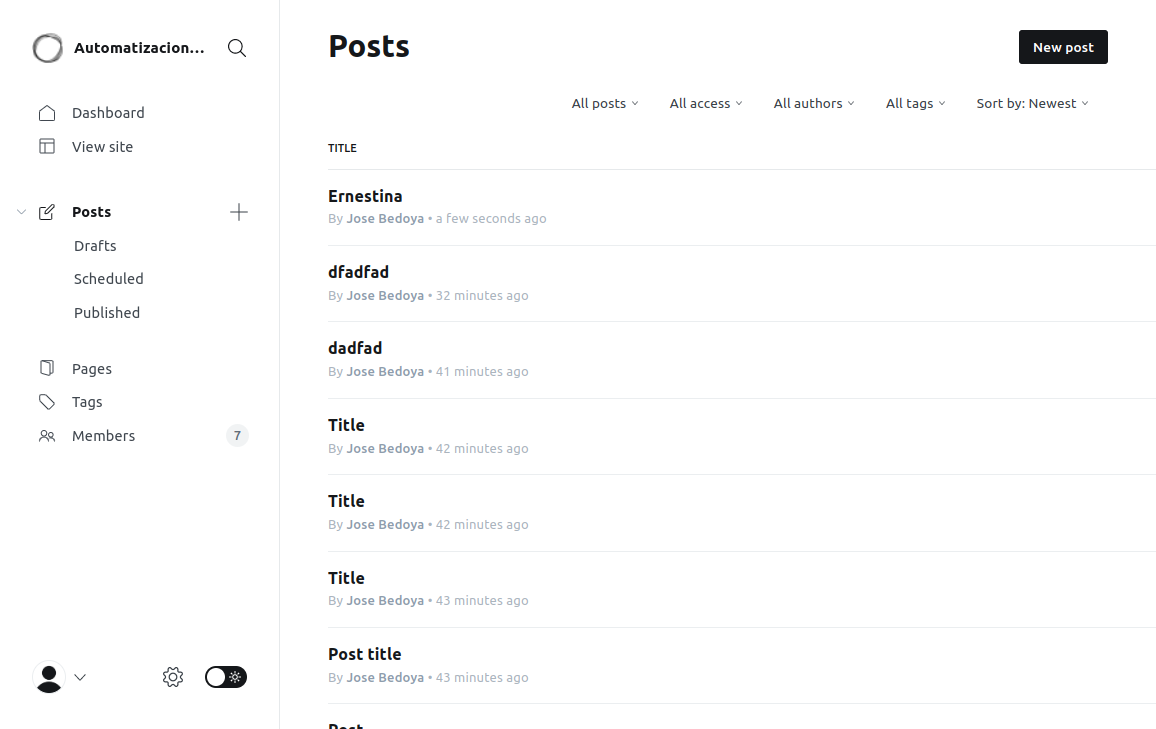 Automatizacion...
Dashboard
View site
Posts
Drafts
Scheduled
Published
Pages
Tags
Members 7
Posts
New post
All posts All access All authors All tags Sort by: Newest
TITLE
Ernestina
By Jose Bedoya • a few seconds ago
dfadfad
By Jose Bedoya • 32 minutes ago
dadfad
By Jose Bedoya • 41 minutes ago
Title
By Jose Bedoya • 42 minutes ago
Title
By Jose Bedoya • 42 minutes ago
Title
By Jose Bedoya • 43 minutes ago
Post title
By Jose Bedoya • 43 minutes ago
Post